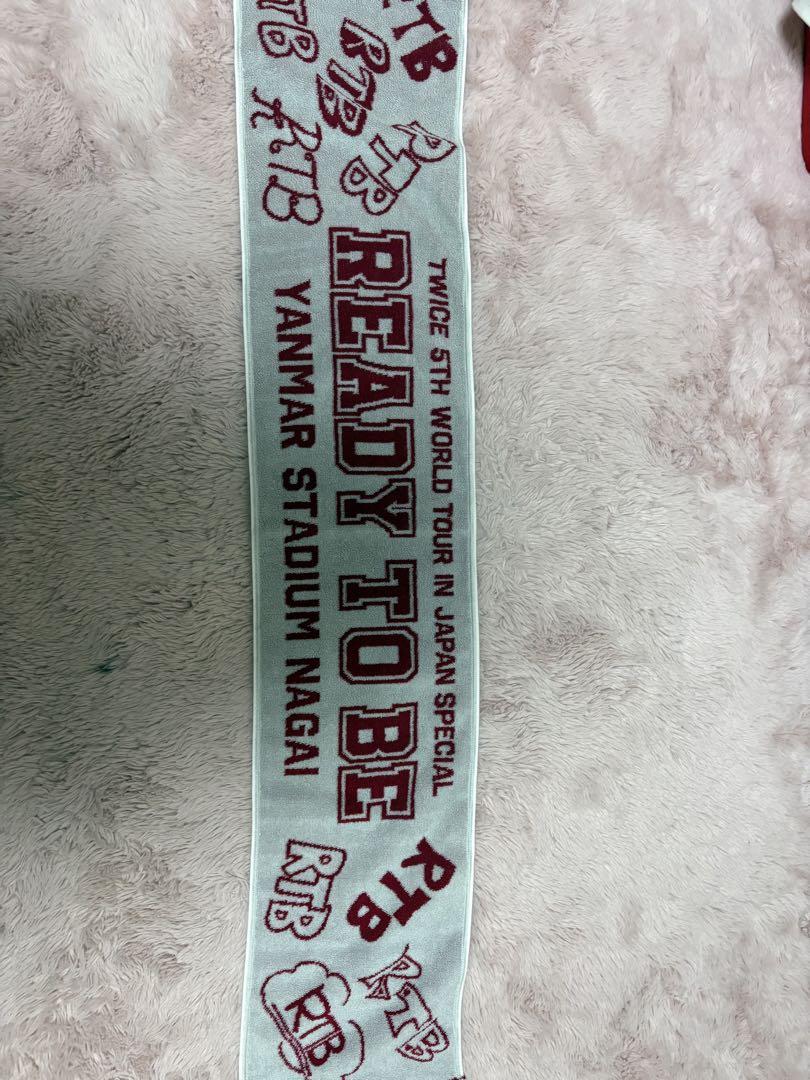 RTB
RTB
RTB
RTB
RTB
TWICE 5TH WORLD TOUR IN JAPAN SPECIAL
READY TO BE
YANMAR STADIUM NAGAI
RTB
RTB
RTB
RTB